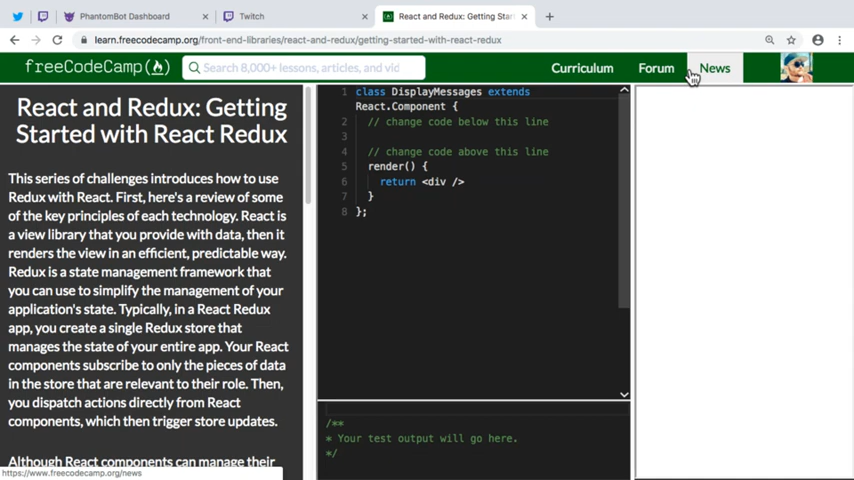 PhantomBot Dashboard
Twitch
React and Redux: Getting Star
learn.freecodecamp.org/front-end-libraries/react-and-redux/getting-started-with-react-redux
freeCodeCamp
Search 8,000+ lessons, articles, and vid
Curriculum
Forum
News
React and Redux: Getting
Started with React Redux
This series of challenges introduces how to use
Redux with React. First, here's a review of some
of the key principles of each technology. React is
a view library that you provide with data, then it
renders the view in an efficient, predictable way.
Redux is a state management framework that
you can use to simplify the management of your
application's state. Typically, in a React Redux
app, you create a single Redux store that
manages the state of your entire app. Your React
components subscribe to only the pieces of data
in the store that are relevant to their role. Then,
you dispatch actions directly from React
components, which then trigger store updates.
Although React components can manage their
https://www.freecodecamp.org/news
1 class DisplayMessages extends
React.Component {
2 // change code below this line
3
4 // change code above this line
5 render() {
6 return <div />
7 }
8 };
/**
* Your test output will go here.
*/